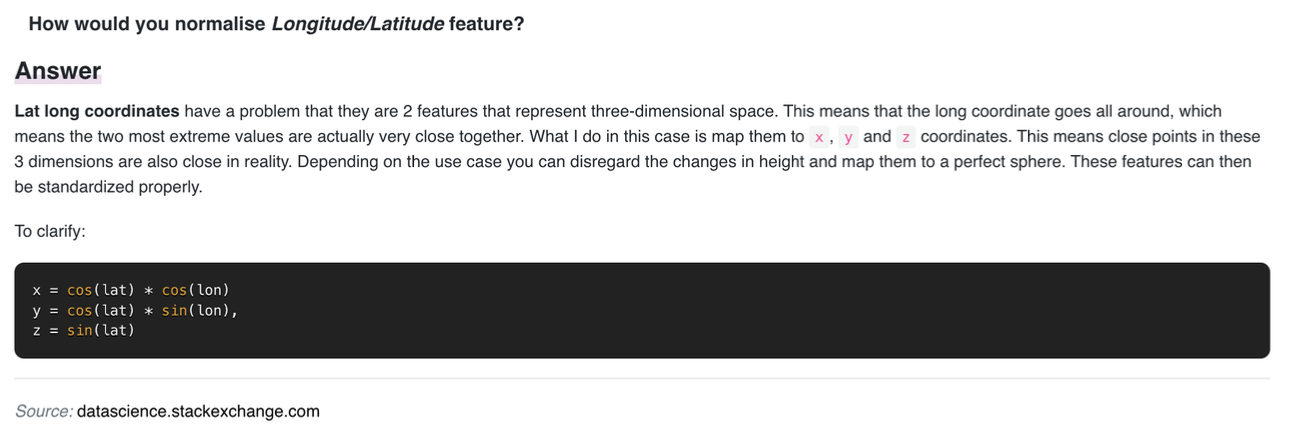 How would you normalise Longitude/Latitude feature?
Answer
Lat long coordinates have a problem that they are 2 features that represent three-dimensional space. This means that the long coordinate goes all around, which
means the two most extreme values are actually very close together. What I do in this case is map them to x, y and z coordinates. This means close points in these
3 dimensions are also close in reality. Depending on the use case you can disregard the changes in height and map them to a perfect sphere. These features can then
be standardized properly.
To clarify:
x = cos(lat) * cos(lon)
y = cos(lat) * sin(lon),
z = sin(lat)
Source: datascience.stackexchange.com